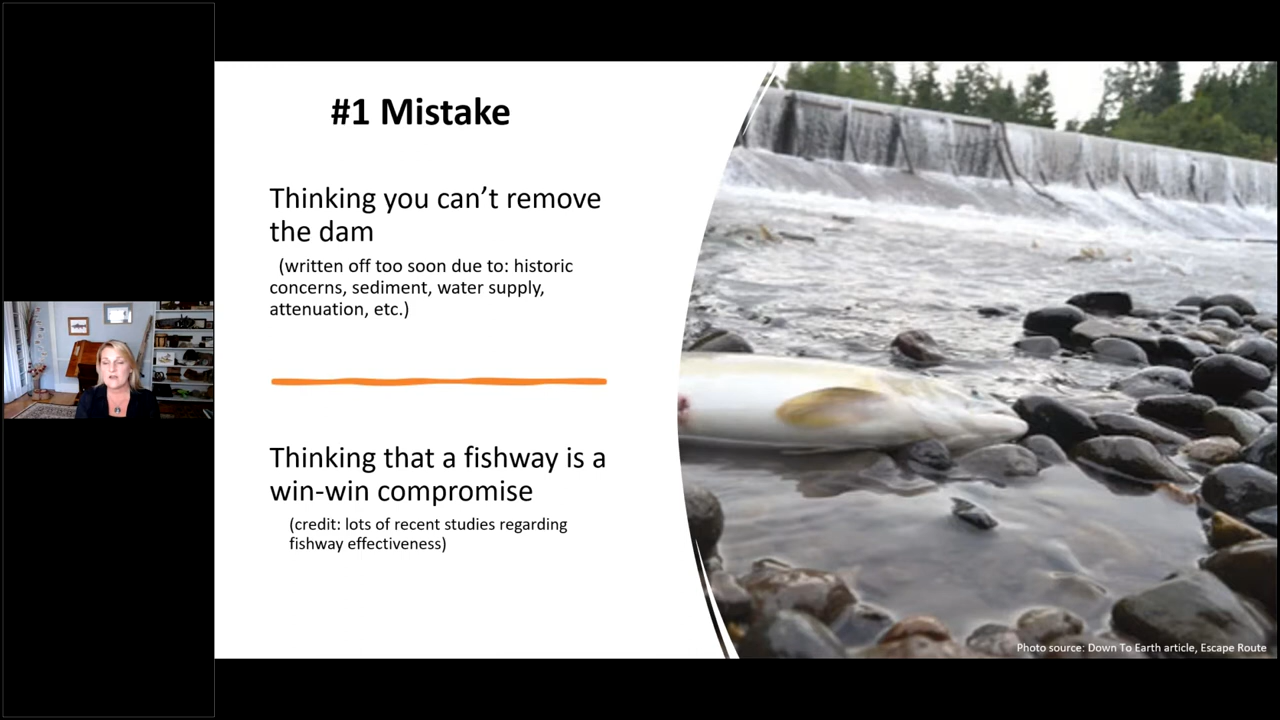 #1 Mistake
Thinking you can’t remove
the dam
(written off too soon due to: historic
concerns, sediment, water supply,
attenuation, etc.)
Thinking that a fishway is a
win-win compromise
(credit: lots of recent studies regarding
fishway effectiveness)
Photo source: Down To Earth article, Escape Route